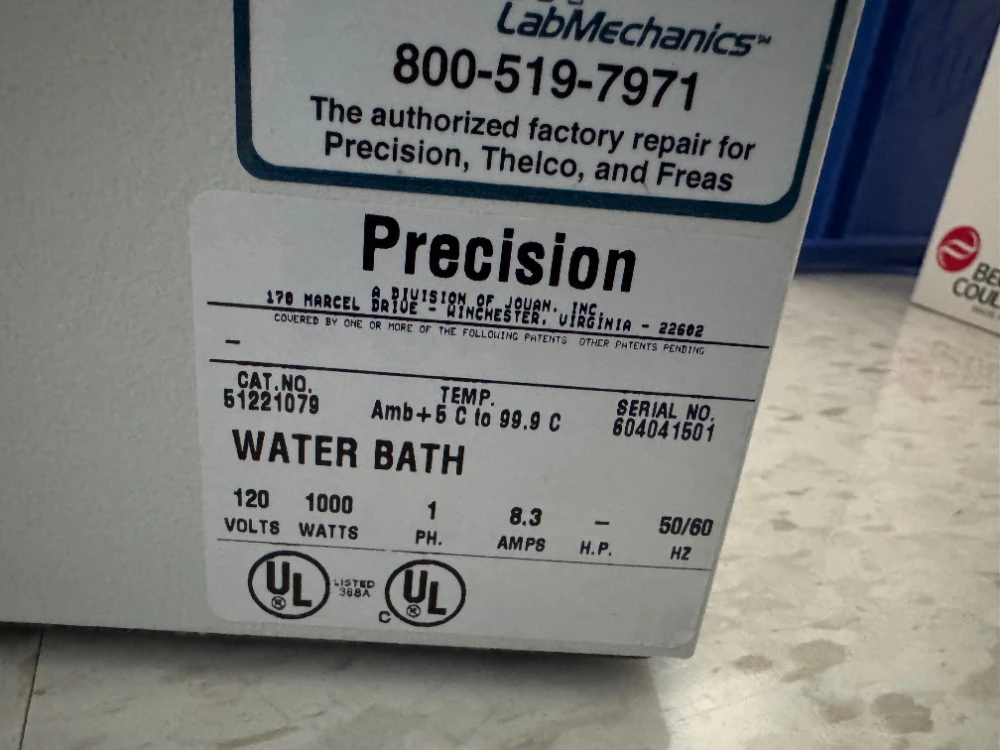 LabMechanics℠
800-519-7971
The authorized factory repair for
Precision, Thelco, and Freas
Precision
A DIVISION OF JOUAN, INC.
170 MARCEL DRIVE - WINCHESTER, VIRGINIA - 22602
COVERED BY ONE OR MORE OF THE FOLLOWING PATENTS OTHER PATENTS PENDING
–
CAT.NO. TEMP. SERIAL NO.
51221079 Amb+5 C to 99.9 C 604041501
WATER BATH
120 1000 1 8.3 – 50/60
VOLTS WATTS PH. AMPS H.P. HZ
UL ® LISTED 388A C UL ®